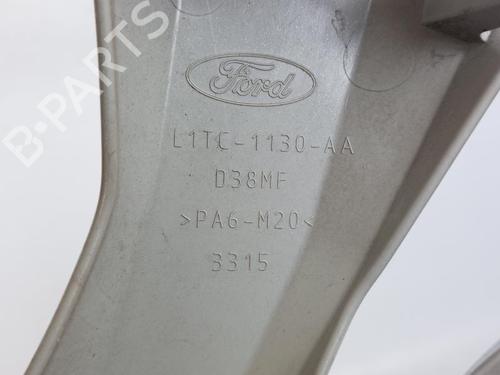 B-PARTS
Ford
L1TC-1130-AA
D38MF
>PA6-M20<
3315